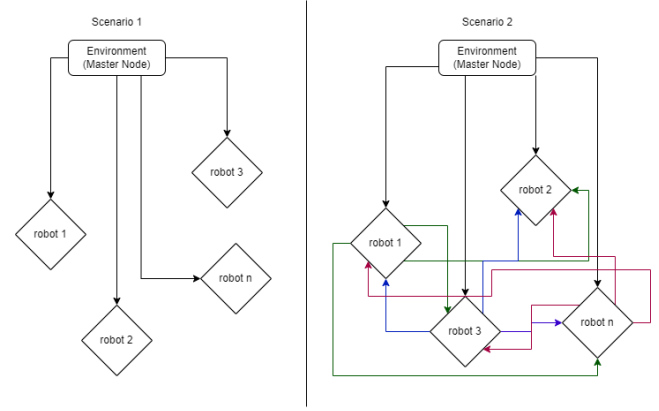 Scenario 1
Environment
(Master Node)
robot 3
robot 1
robot n
robot 2
Scenario 2
Environment
(Master Node)
robot 2
robot 1
robot 3
robot n